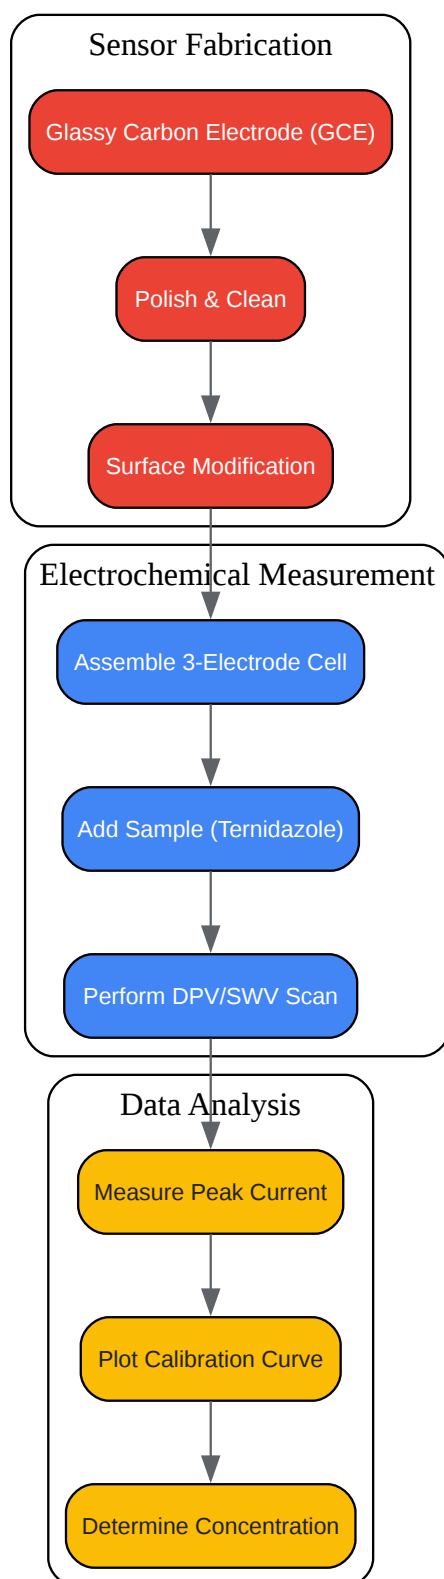 Sensor Fabrication
Glassy Carbon Electrode (GCE)
Polish & Clean
Surface Modification
Electrochemical Measurement
Assemble 3-Electrode Cell
Add Sample (Ternidazole)
Perform DPV/SWV Scan
Data Analysis
Measure Peak Current
Plot Calibration Curve
Determine Concentration